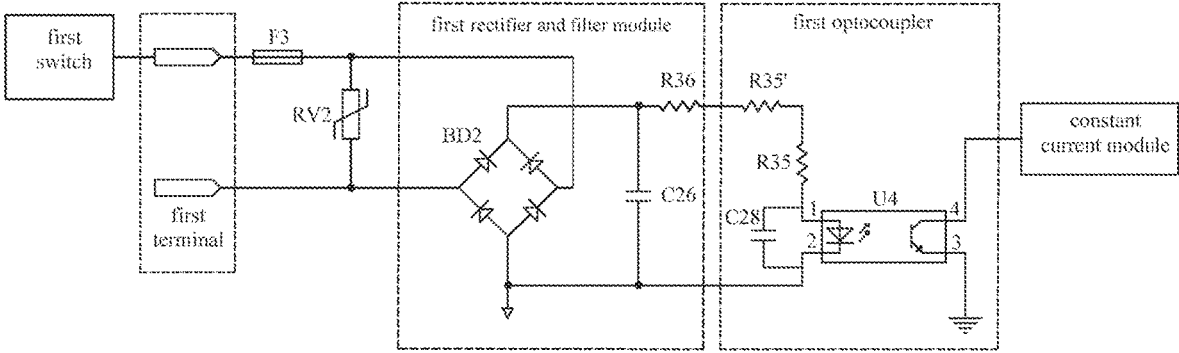 first
switch
F3
RV2
first
terminal
first rectifier and filter module
BD2
C26
R36
first optocoupler
R35'
R35
C28
U4
1
2
4
3
constant
current module